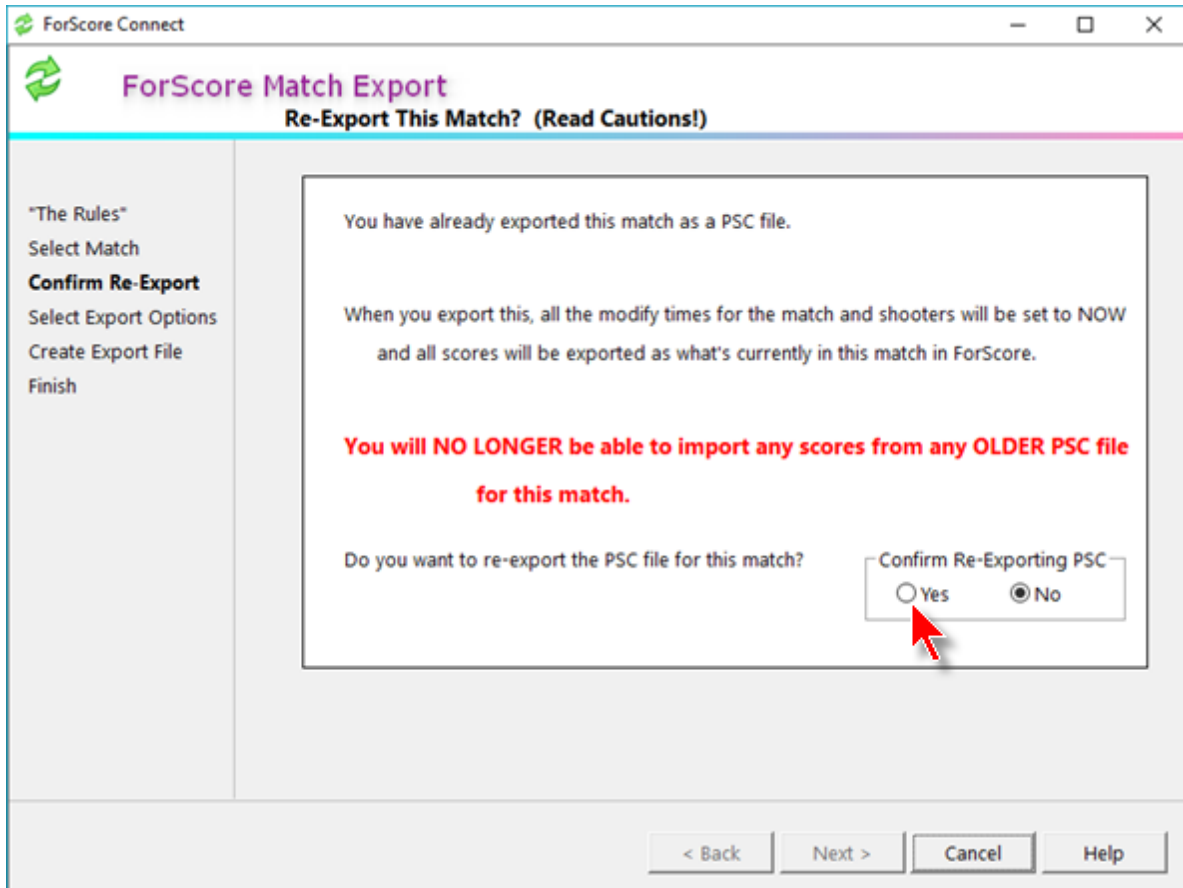 ForScore Connect
ForScore Match Export
Re-Export This Match? (Read Cautions!)
"The Rules"
Select Match
Confirm Re-Export
Select Export Options
Create Export File
Finish
You have already exported this match as a PSC file.
When you export this, all the modify times for the match and shooters will be set to NOW
and all scores will be exported as what's currently in this match in ForScore.
You will NO LONGER be able to import any scores from any OLDER PSC file
for this match.
Do you want to re-export the PSC file for this match?
Confirm Re-Exporting PSC
Yes No
< Back Next > Cancel Help